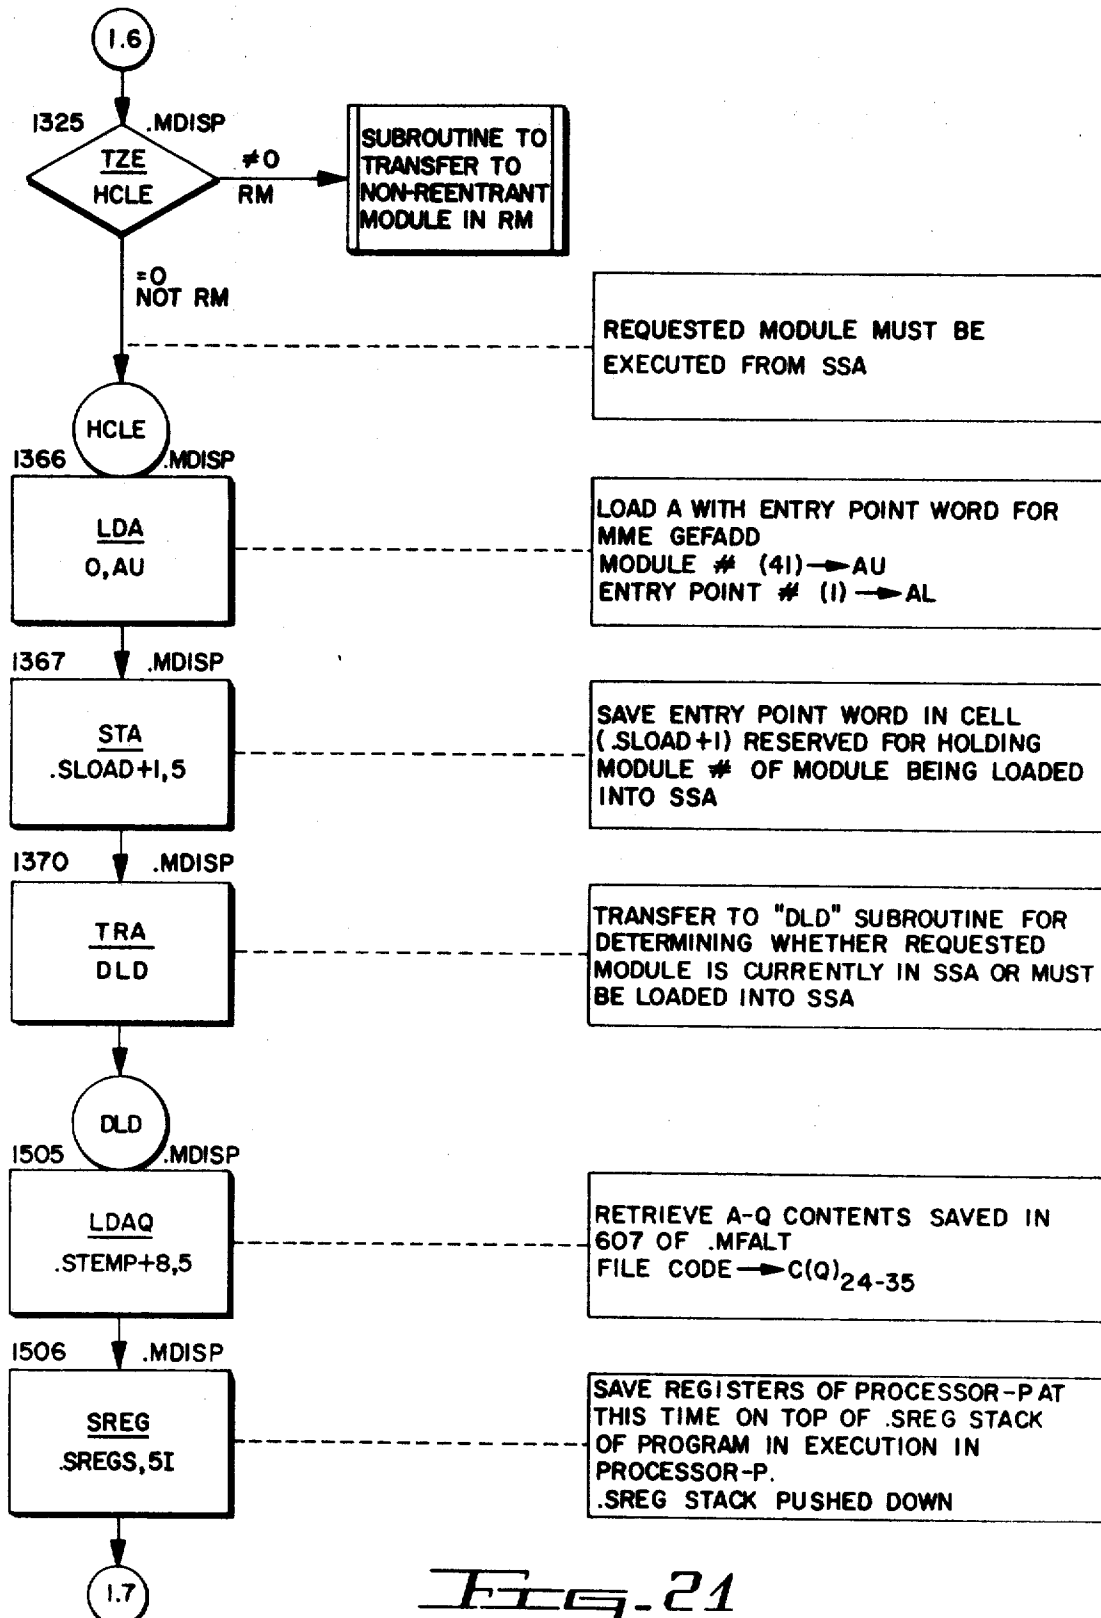 1.6
1325 .MDISP
TZE
HCLE
≠0
RM
SUBROUTINE TO
TRANSFER TO
NON-REENTRANT
MODULE IN RM
=0
NOT RM
REQUESTED MODULE MUST BE
EXECUTED FROM SSA
HCLE
1366 .MDISP
LDA
0,AU
LOAD A WITH ENTRY POINT WORD FOR
MME GEFADD
MODULE # (41)→AU
ENTRY POINT # (1)→AL
1367 .MDISP
STA
.SLOAD+1,5
SAVE ENTRY POINT WORD IN CELL
(.SLOAD+1) RESERVED FOR HOLDING
MODULE # OF MODULE BEING LOADED
INTO SSA
1370 .MDISP
TRA
DLD
TRANSFER TO "DLD" SUBROUTINE FOR
DETERMINING WHETHER REQUESTED
MODULE IS CURRENTLY IN SSA OR MUST
BE LOADED INTO SSA
DLD
1505 .MDISP
LDAQ
.STEMP+8,5
RETRIEVE A-Q CONTENTS SAVED IN
607 OF .MFALT
FILE CODE→C(Q)24-35
1506 .MDISP
SREG
.SREGS,5I
SAVE REGISTERS OF PROCESSOR-P AT
THIS TIME ON TOP OF .SREG STACK
OF PROGRAM IN EXECUTION IN
PROCESSOR-P.
.SREG STACK PUSHED DOWN
1.7
FIG-21